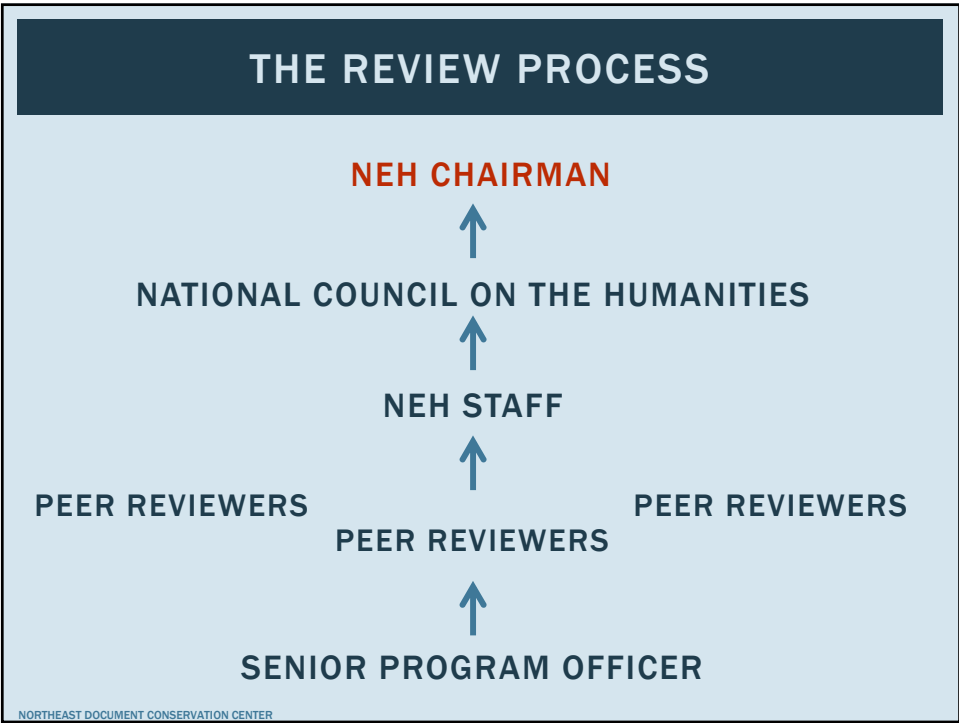 THE REVIEW PROCESS
NEH CHAIRMAN
NATIONAL COUNCIL ON THE HUMANITIES
NEH STAFF
PEER REVIEWERS
PEER REVIEWERS
PEER REVIEWERS
SENIOR PROGRAM OFFICER
NORTHEAST DOCUMENT CONSERVATION CENTER